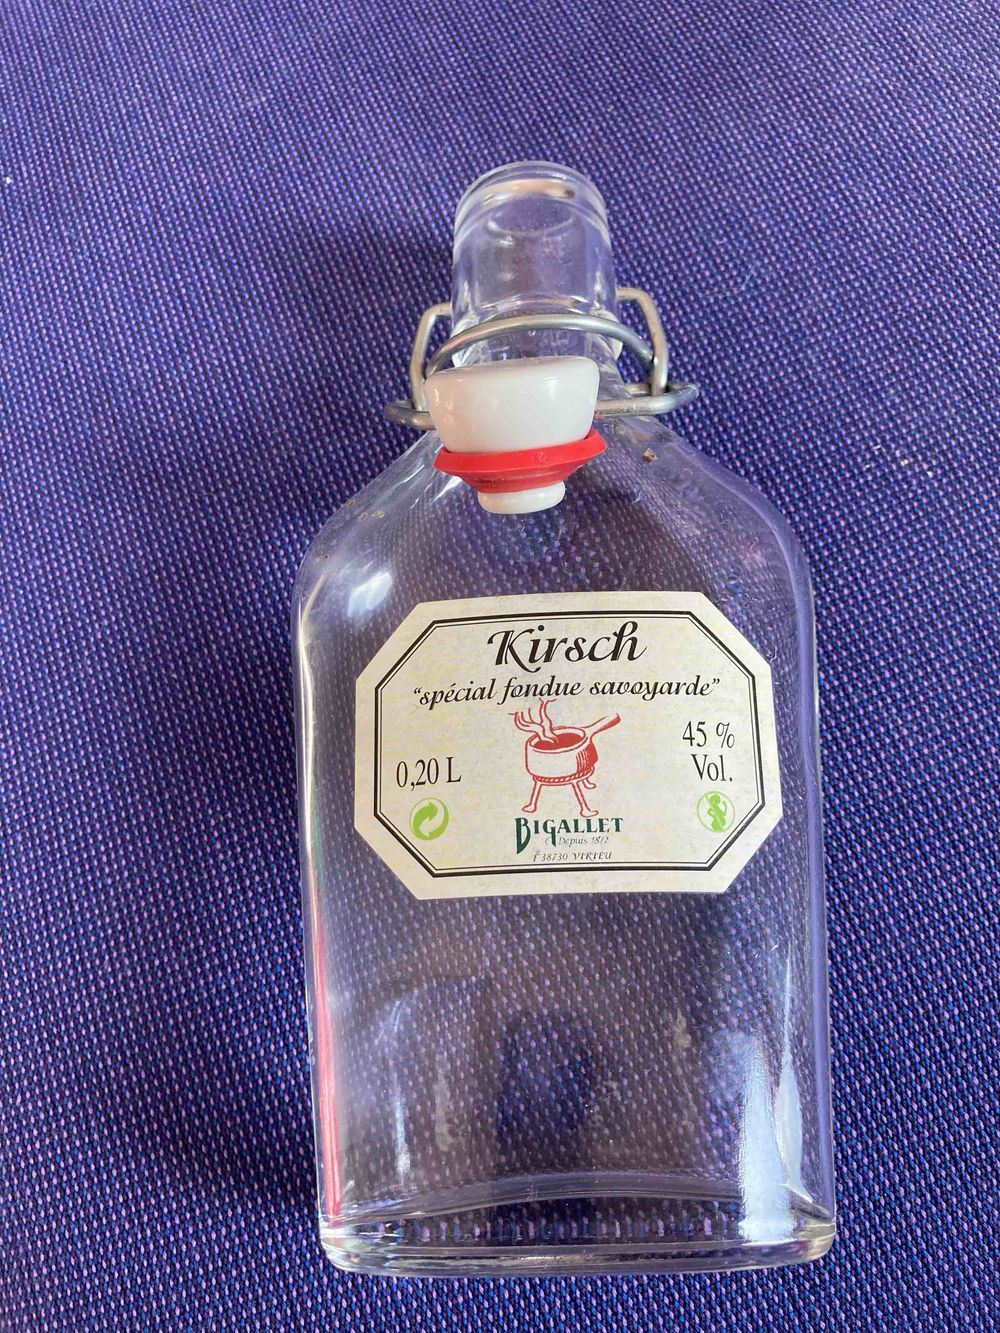 Kirsch
"spécial fondue savoyarde"
0,20 L
45 %
Vol.
BIGALLET
Depuis 1872
F 38730 VIRIEU